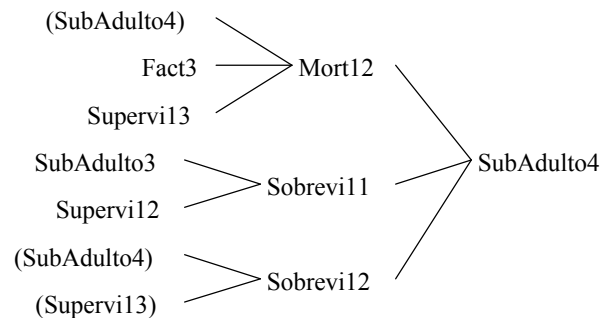 (SubAdulto4)
Fact3
Mort12
Supervi13
SubAdulto3
SubAdulto4
Sobrevi11
Supervi12
(SubAdulto4)
Sobrevi12
(Supervi13)